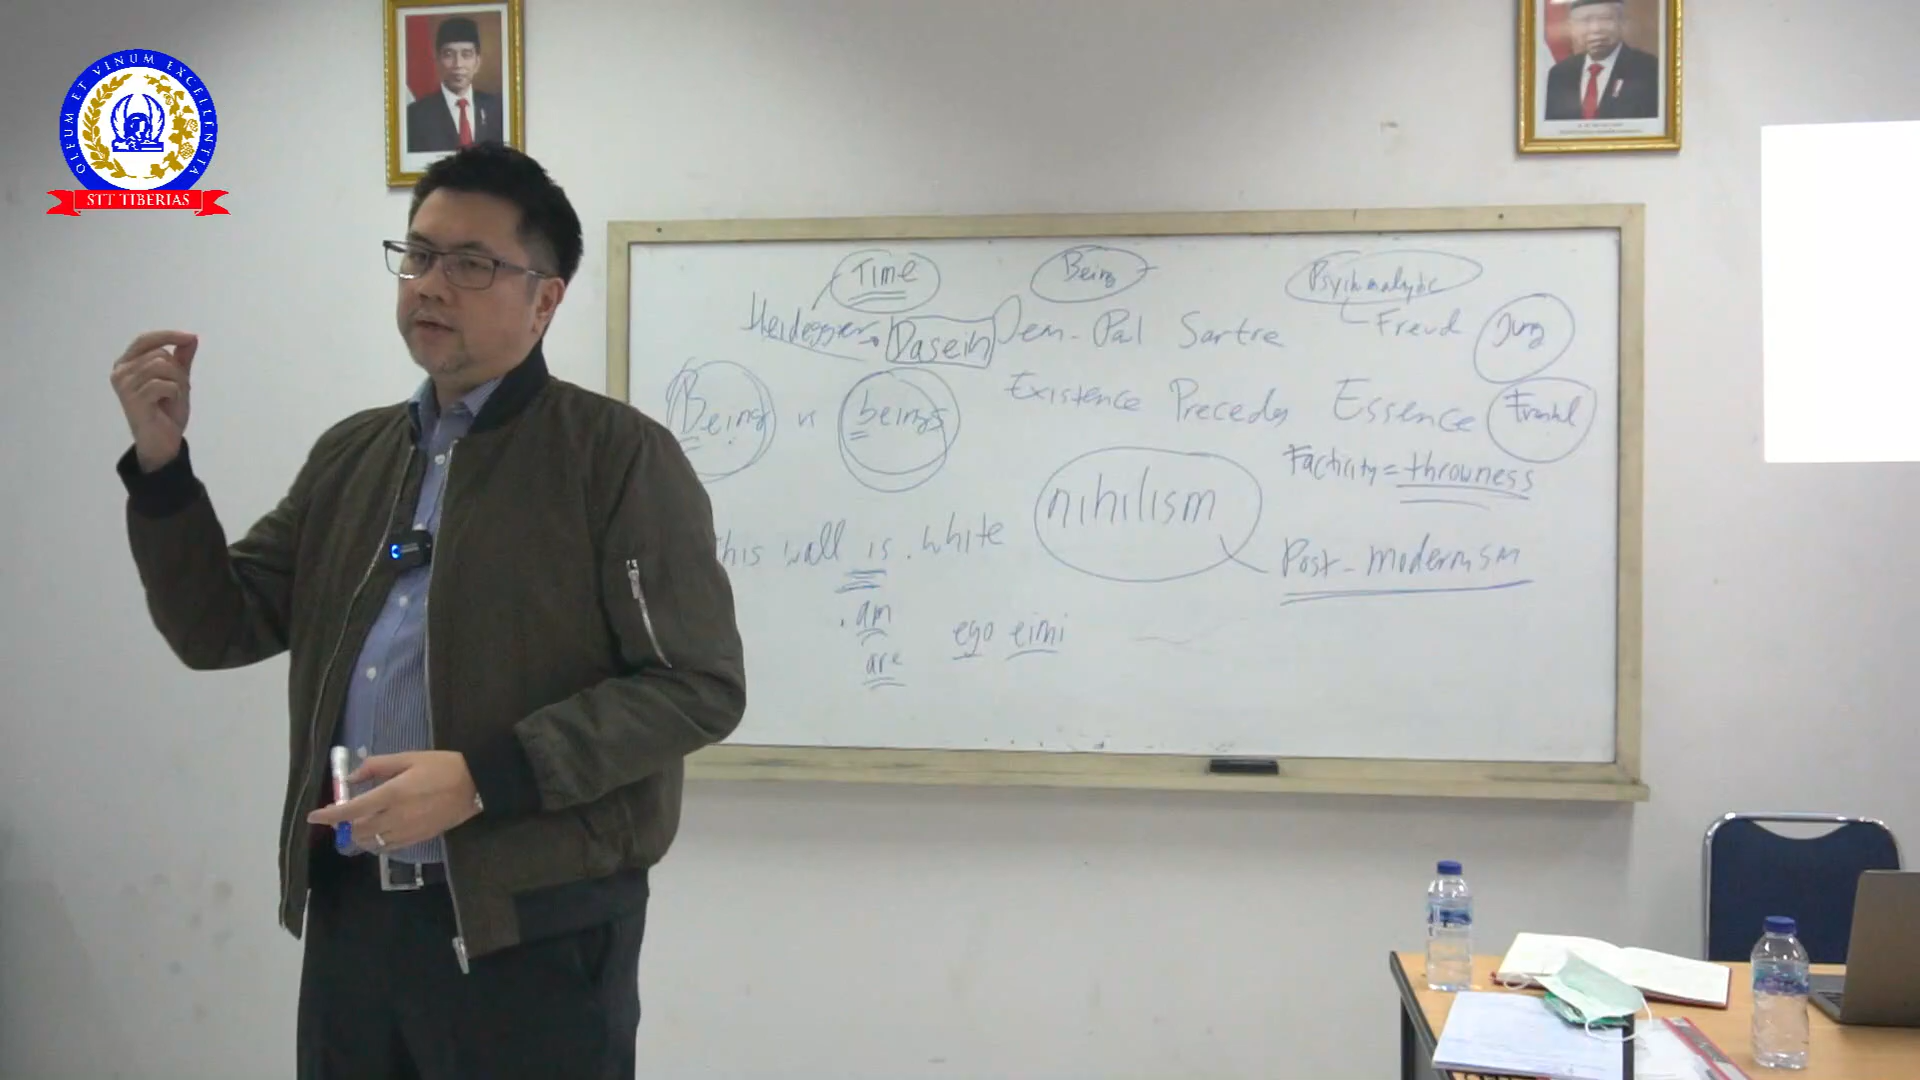 OLEUM ET VINUM EXCELLENTIA
STT TIBERIAS
Time
Being
Psychoanalytic
Heidegger
Dasein
Jean-Pal Sartre
Freud
Jung
Being vs beings
Existence Precedes Essence
Frankl
Facticity = throwness
nihilism
This wall is white
Post-modernism
am
ego eimi
are